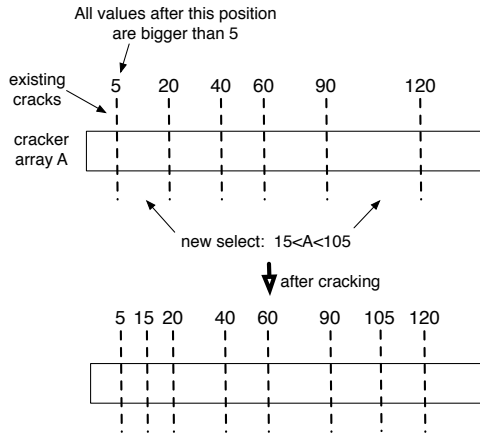 All values after this position
are bigger than 5
existing
cracks
5 20 40 60 90 120
cracker
array A
new select: 15<A<105
after cracking
5 15 20 40 60 90 105 120